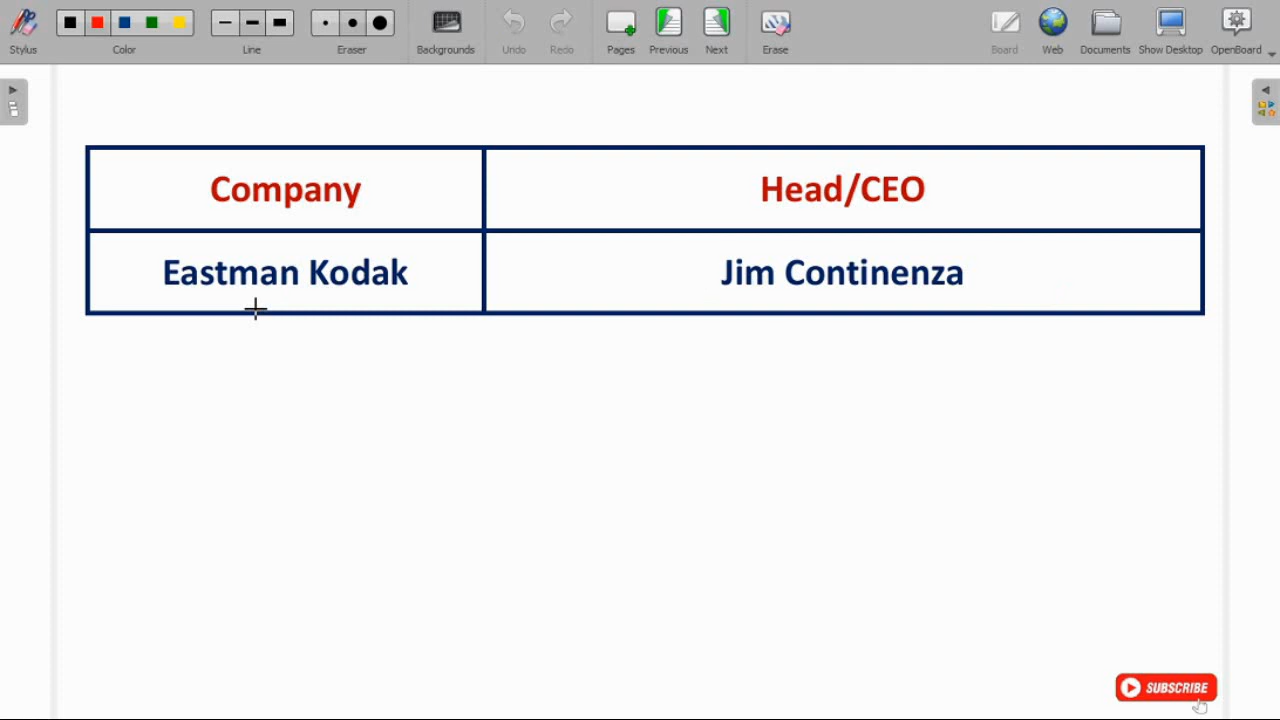 Stylus Color Line Eraser Backgrounds Undo Redo Pages Previous Next Erase Board Web Documents Show Desktop OpenBoard
Company Head/CEO
Eastman Kodak Jim Continenza
SUBSCRIBE